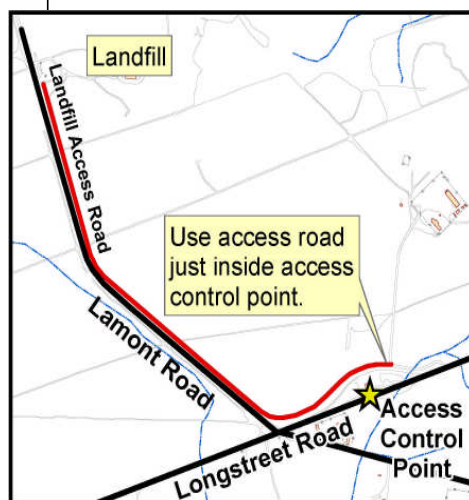 Landfill
Landfill Access Road
Use access road
just inside access
control point.
Lamont Road
Longstreet Road
Access
Control
Point